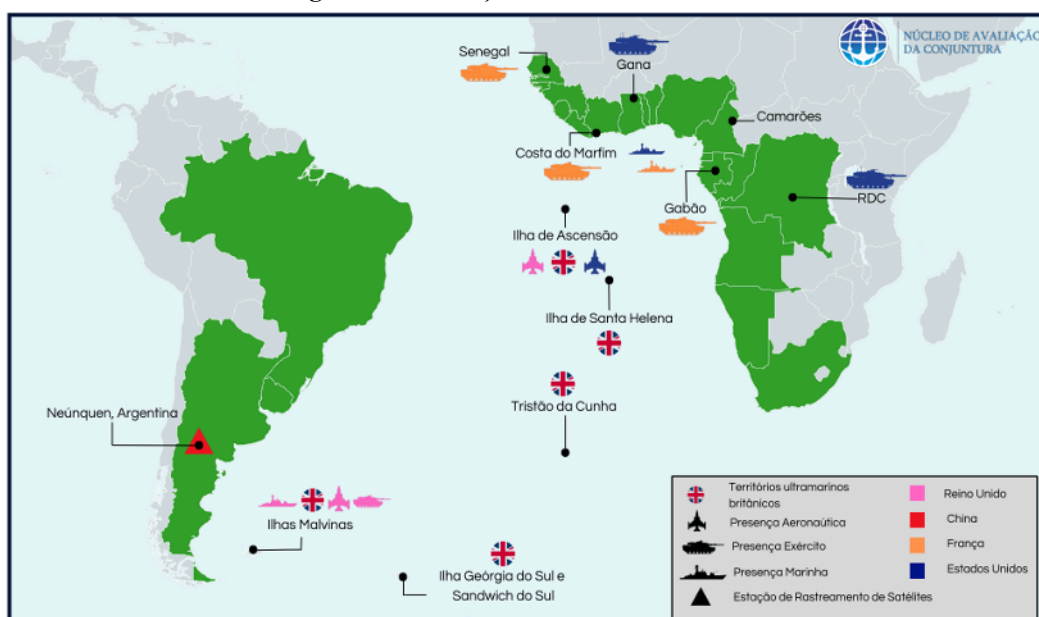 NÚCLEO DE AVALIAÇÃO
DA CONJUNTURA
Senegal
Gana
Camarões
Costa do Marfim
Gabão
RDC
Ilha de Ascensão
Ilha de Santa Helena
Tristão da Cunha
Neúnquen, Argentina
Ilhas Malvinas
Ilha Geórgia do Sul e
Sandwich do Sul
Territórios ultramarinos
britânicos
Presença Aeronaútica
Presença Exército
Presença Marinha
Estação de Rastreamento de Satélites
Reino Unido
China
França
Estados Unidos